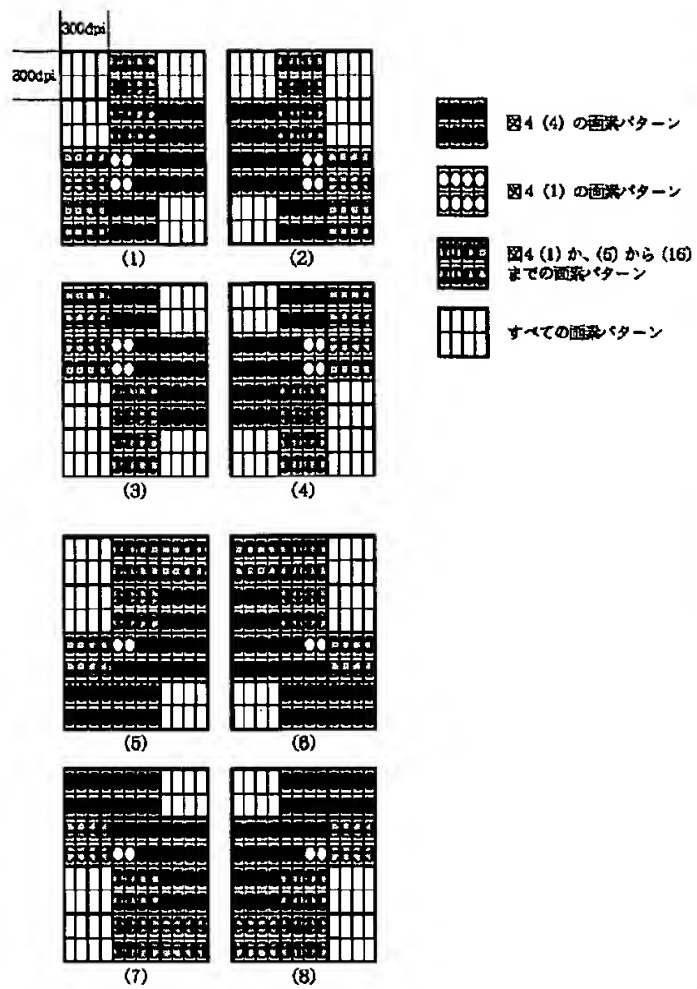 300dpi
300dpi
(1)
(2)
図4 (4) の画素パターン
図4 (1) の画素パターン
図4 (1) か、(5) から (16)
までの画素パターン
すべての画素パターン
(3)
(4)
(5)
(6)
(7)
(8)